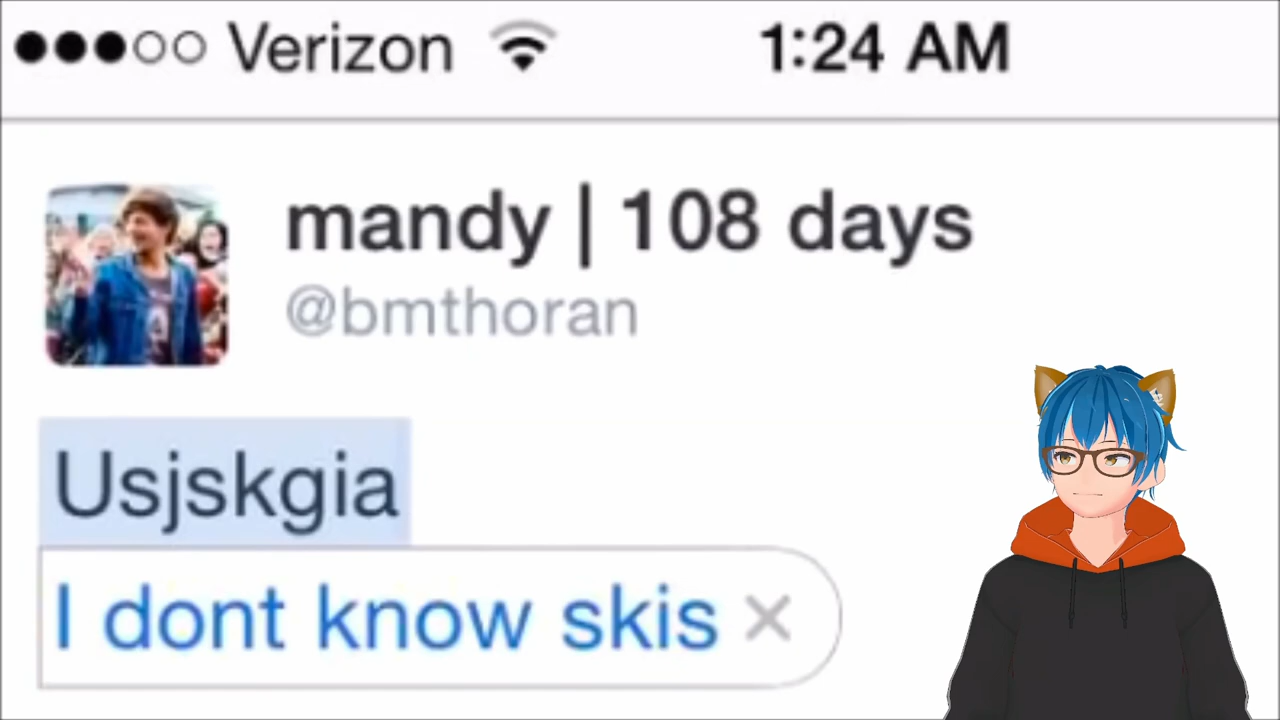 Verizon 1:24 AM
mandy | 108 days
@bmthoran
Usjskgia
I dont know skis ×